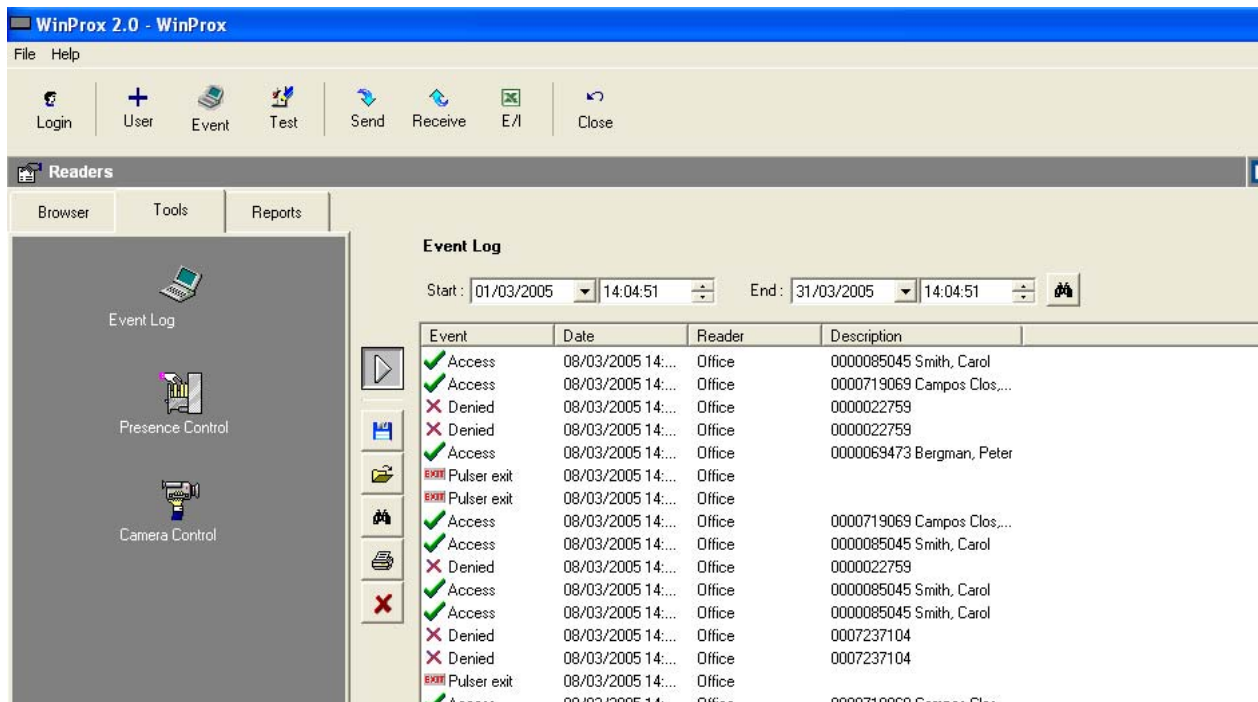 WinProx 2.0 - WinProx
File Help
Login User Event Test Send Receive E/I Close
Readers
Browser Tools Reports
Event Log
Start : 01/03/2005 14:04:51 End : 31/03/2005 14:04:51
Event Log
Presence Control
Camera Control
Event Date Reader Description
Access 08/03/2005 14:... Office 0000085045 Smith, Carol
Access 08/03/2005 14:... Office 0000719069 Campos Clos,...
Denied 08/03/2005 14:... Office 0000022759
Denied 08/03/2005 14:... Office 0000022759
Access 08/03/2005 14:... Office 0000069473 Bergman, Peter
EXIT Pulser exit 08/03/2005 14:... Office
EXIT Pulser exit 08/03/2005 14:... Office
Access 08/03/2005 14:... Office 0000719069 Campos Clos,...
Access 08/03/2005 14:... Office 0000085045 Smith, Carol
Denied 08/03/2005 14:... Office 0000022759
Access 08/03/2005 14:... Office 0000085045 Smith, Carol
Access 08/03/2005 14:... Office 0000085045 Smith, Carol
Denied 08/03/2005 14:... Office 0007237104
Denied 08/03/2005 14:... Office 0007237104
EXIT Pulser exit 08/03/2005 14:... Office